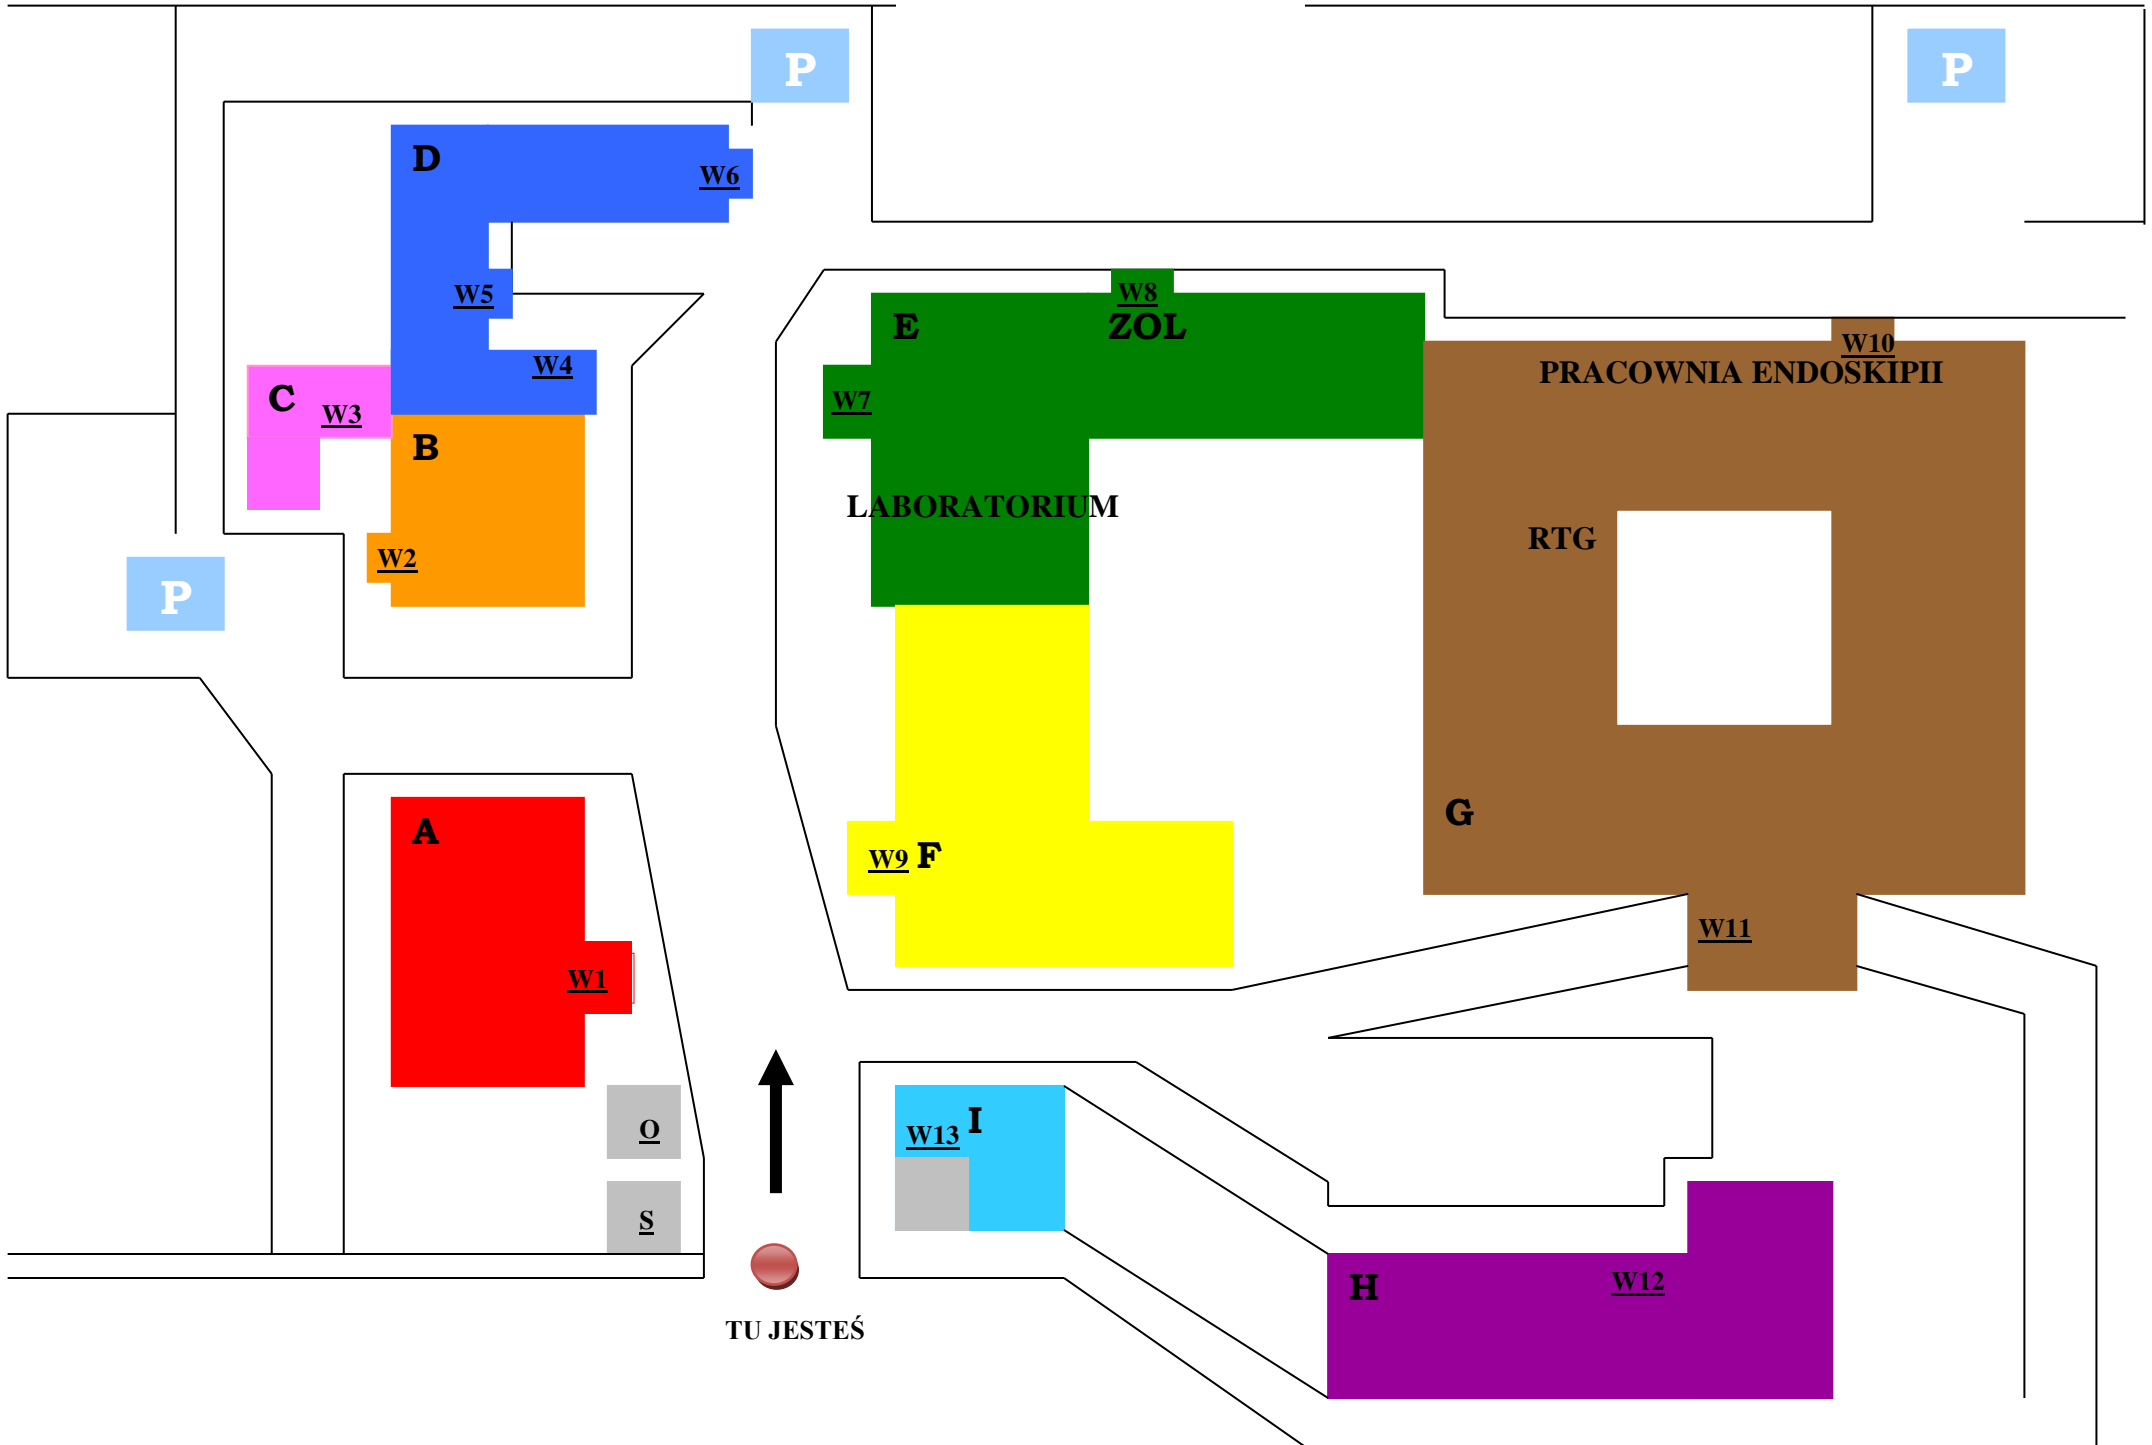 P
P
D
W6
W5
W8
E
ZOL
W10
PRACOWNIA ENDOSKIPII
W4
C
W3
W7
B
LABORATORIUM
RTG
W2
P
G
A
W9 F
W11
W1
O
W13 I
S
W12
H
TU JESTEŚ